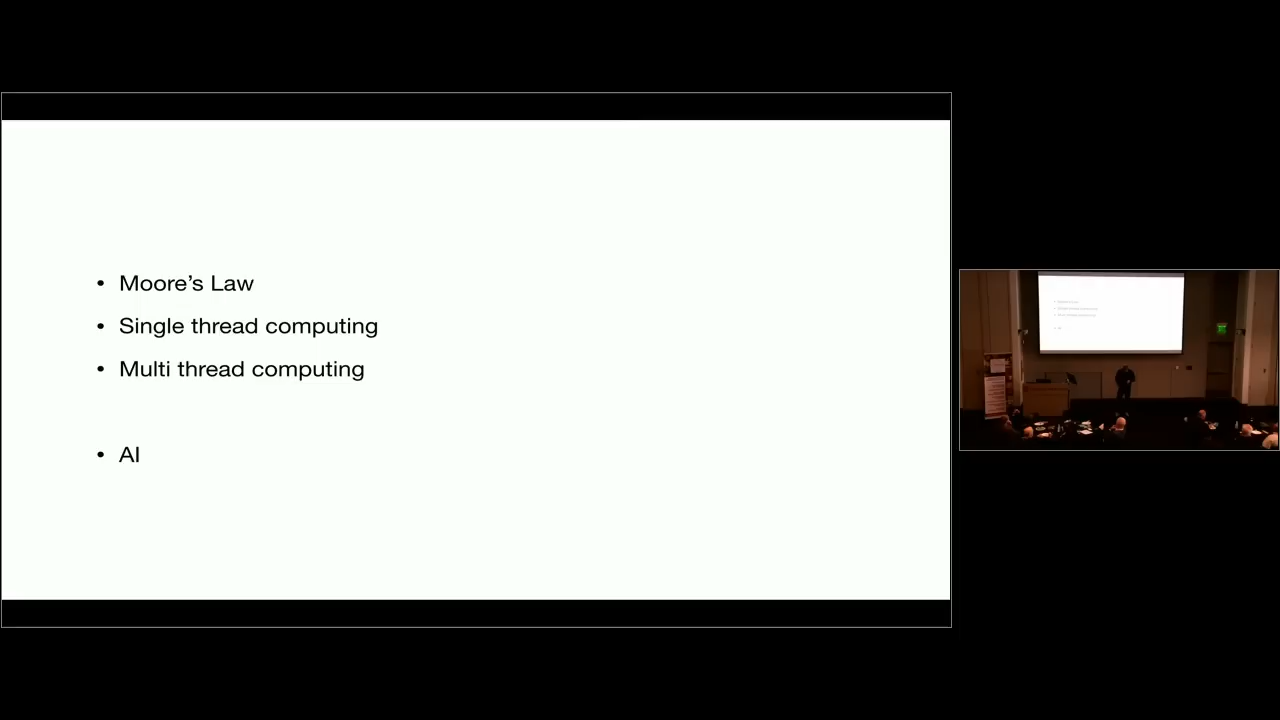 • Moore’s Law
• Single thread computing
• Multi thread computing
• AI